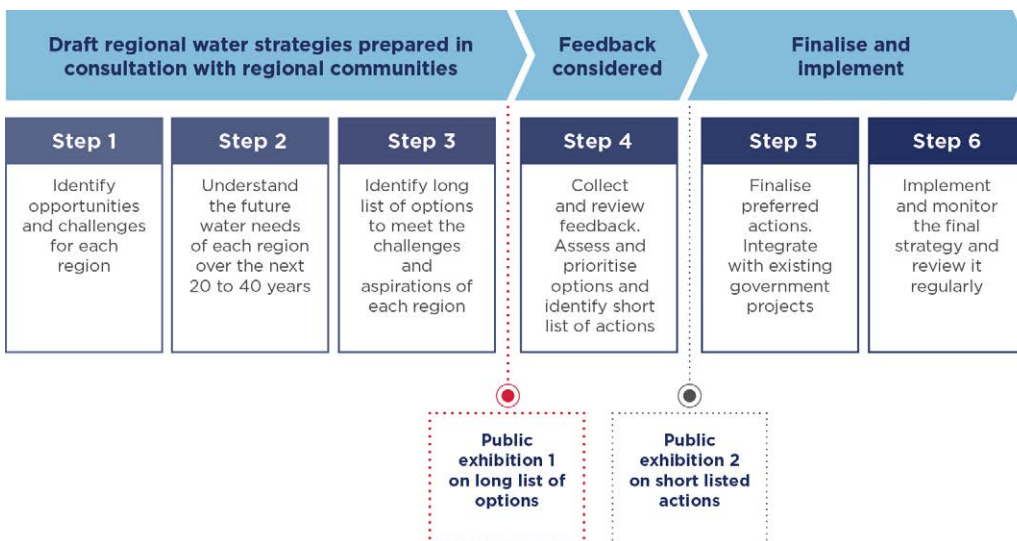 Draft regional water strategies prepared in
consultation with regional communities
Feedback
considered
Finalise and
implement
Step 1
Identify
opportunities
and challenges
for each
region
Step 2
Understand
the future
water needs
of each region
over the next
20 to 40 years
Step 3
Identify long
list of options
to meet the
challenges
and
aspirations of
each region
Step 4
Collect
and review
feedback.
Assess and
prioritise
options and
identify short
list of actions
Step 5
Finalise
preferred
actions.
Integrate
with existing
government
projects
Step 6
Implement
and monitor
the final
strategy and
review it
regularly
Public
exhibition 1
on long list of
options
Public
exhibition 2
on short listed
actions